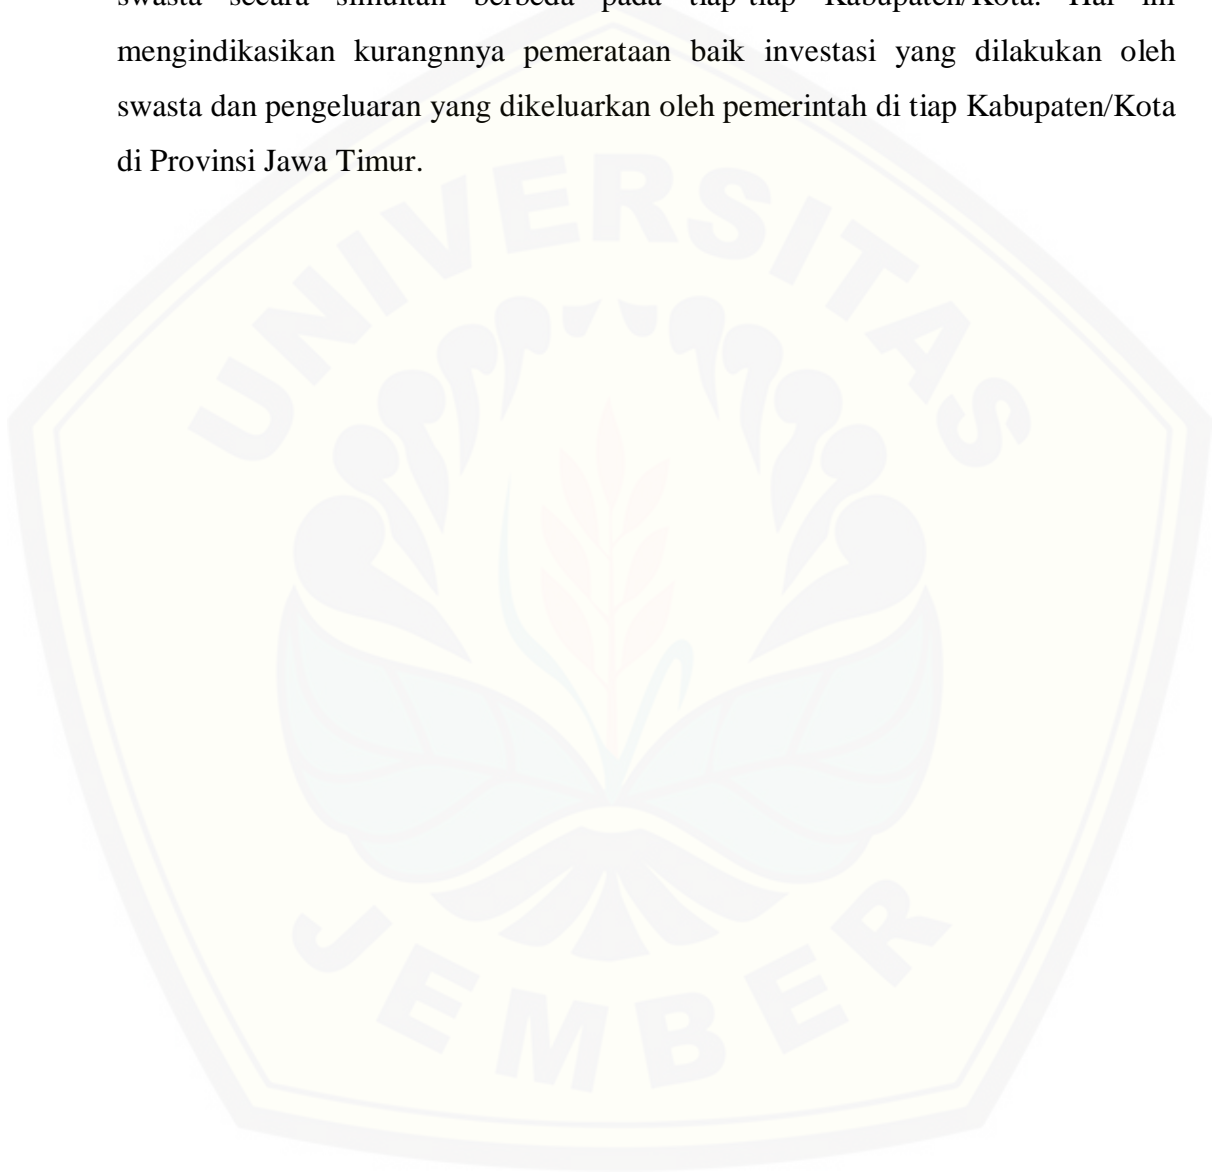 swasta secara simultan berbeda pada tiap-tiap Kabupaten/Kota. Hal ini
mengindikasikan kurangnnya pemerataan baik investasi yang dilakukan oleh
swasta dan pengeluaran yang dikeluarkan oleh pemerintah di tiap Kabupaten/Kota
di Provinsi Jawa Timur.
UNIVERSITAS
JEMBER